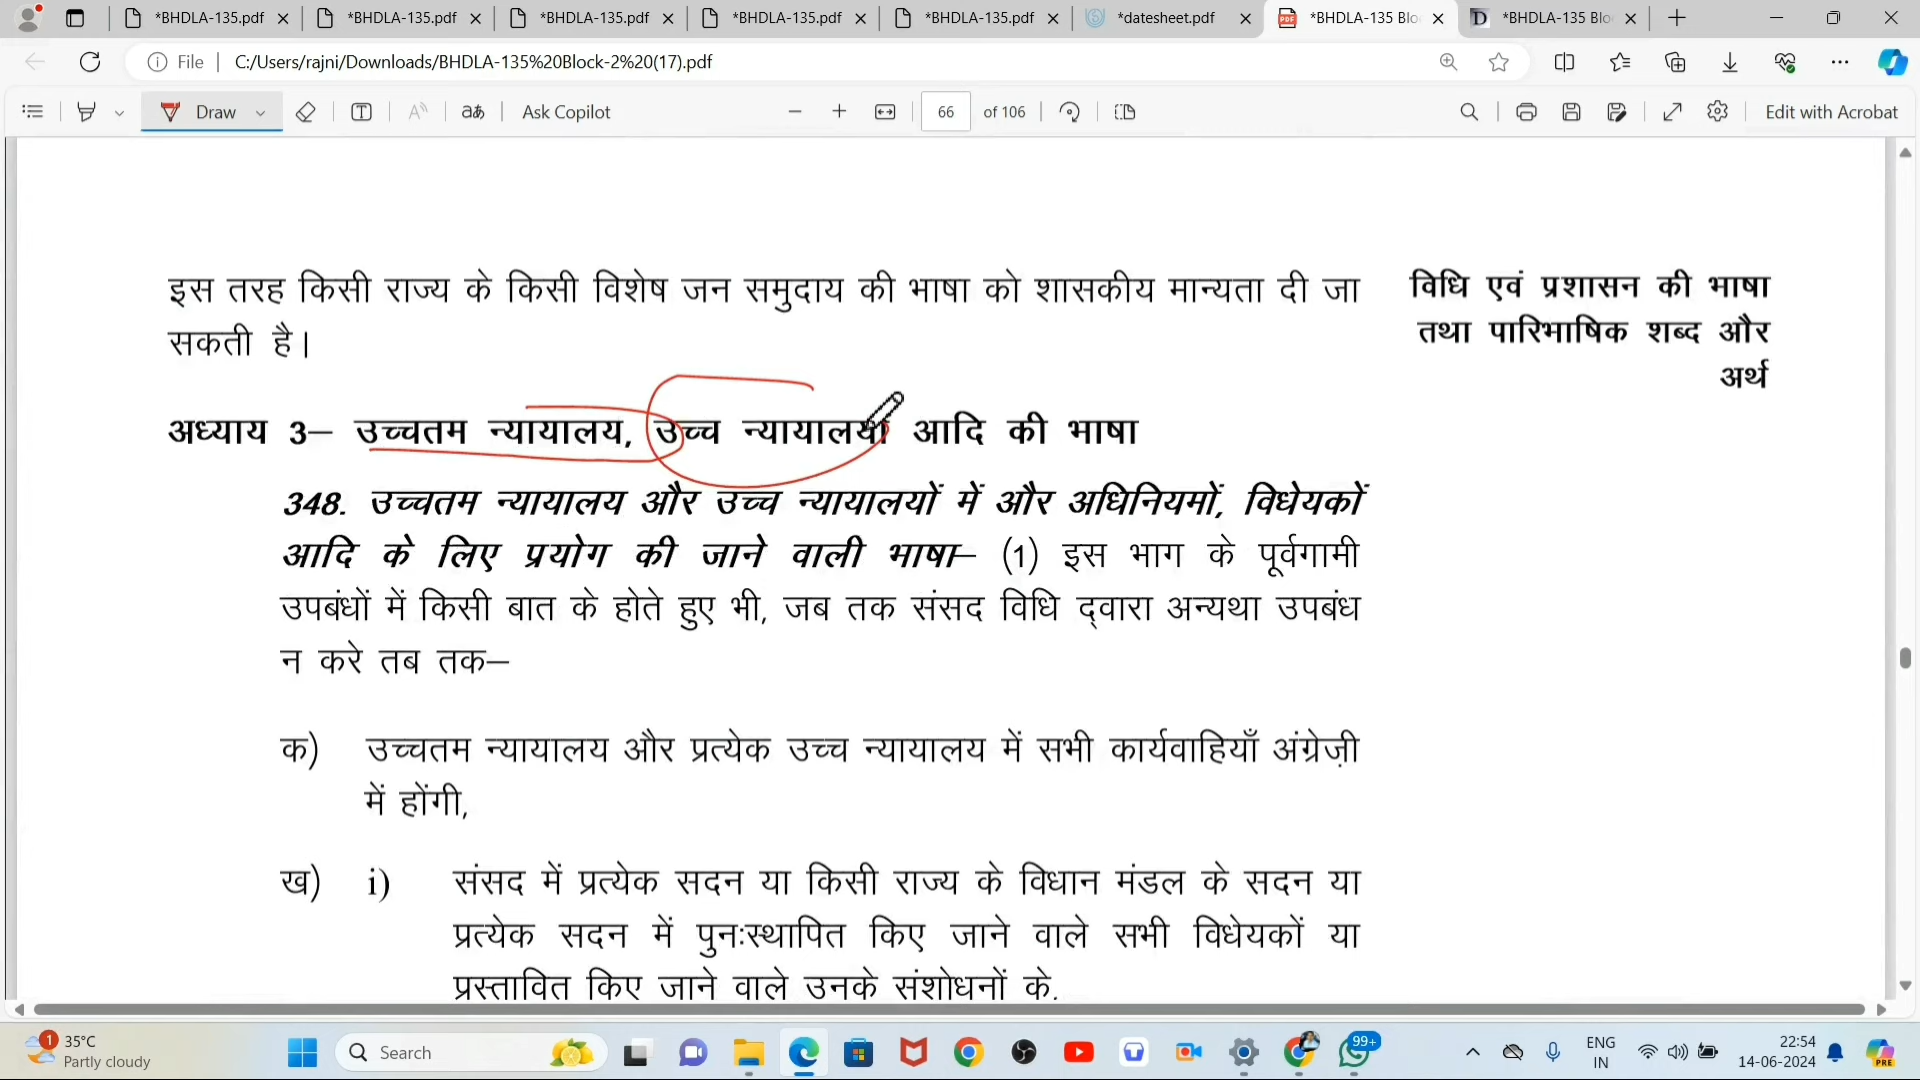 *BHDLA-135.pdf *BHDLA-135.pdf *BHDLA-135.pdf *BHDLA-135.pdf *BHDLA-135.pdf *datesheet.pdf *BHDLA-135 Blo *BHDLA-135 Blo
File C:/Users/rajni/Downloads/BHDLA-135%20Block-2%20(17).pdf
Draw aあ Ask Copilot 66 of 106 Edit with Acrobat
इस तरह किसी राज्य के किसी विशेष जन समुदाय की भाषा को शासकीय मान्यता दी जा
सकती है।
विधि एवं प्रशासन की भाषा
तथा पारिभाषिक शब्द और
अर्थ
अध्याय 3– उच्चतम न्यायालय, उच्च न्यायालयों आदि की भाषा
348. उच्चतम न्यायालय और उच्च न्यायालयों में और अधिनियमों, विधेयकों
आदि के लिए प्रयोग की जाने वाली भाषा– (1) इस भाग के पूर्वगामी
उपबंधों में किसी बात के होते हुए भी, जब तक संसद विधि द्वारा अन्यथा उपबंध
न करे तब तक–
क) उच्चतम न्यायालय और प्रत्येक उच्च न्यायालय में सभी कार्यवाहियाँ अंग्रेज़ी
में होंगी,
ख) i) संसद में प्रत्येक सदन या किसी राज्य के विधान मंडल के सदन या
प्रत्येक सदन में पुनःस्थापित किए जाने वाले सभी विधेयकों या
प्रस्तावित किए जाने वाले उनके संशोधनों के,
1 35°C
Partly cloudy
Search
99+
ENG
IN
22:54
14-06-2024
PRE